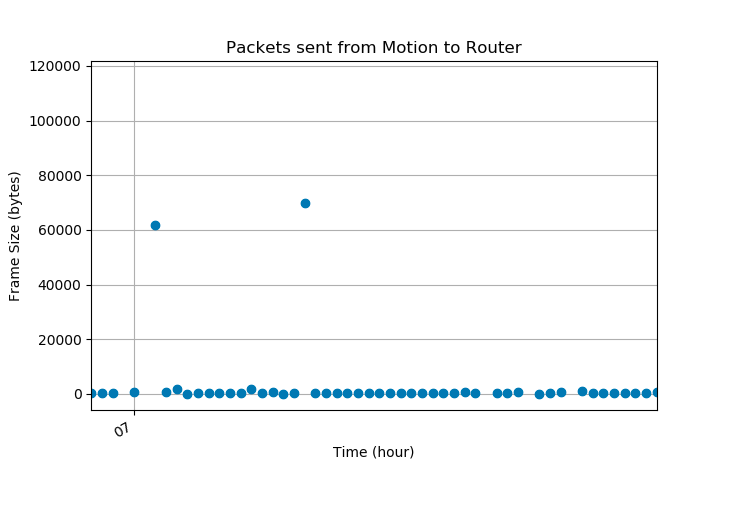 Packets sent from Motion to Router
120000
100000
80000
60000
40000
20000
0
Frame Size (bytes)
07
Time (hour)